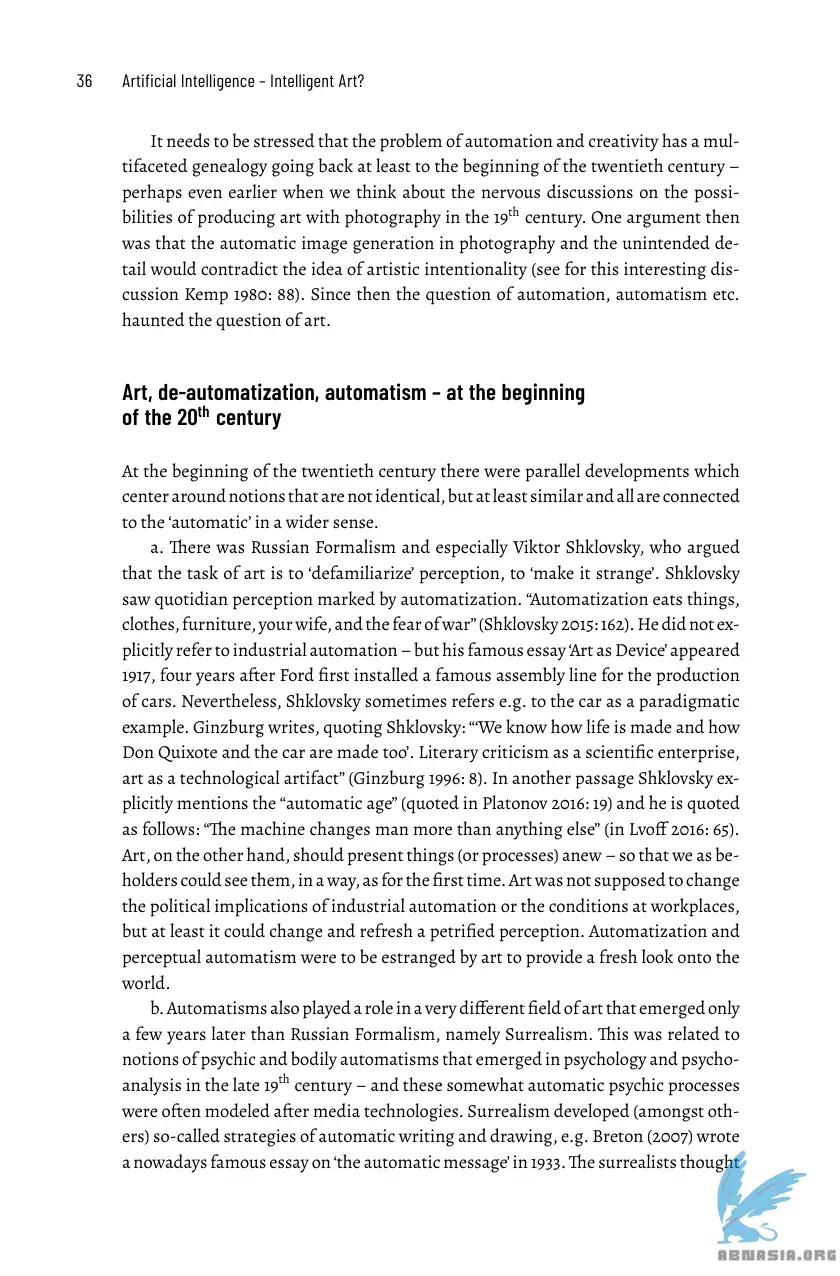 36 Artificial Intelligence – Intelligent Art?
It needs to be stressed that the problem of automation and creativity has a mul-
tifaceted genealogy going back at least to the beginning of the twentieth century –
perhaps even earlier when we think about the nervous discussions on the possi-
bilities of producing art with photography in the 19th century. One argument then
was that the automatic image generation in photography and the unintended de-
tail would contradict the idea of artistic intentionality (see for this interesting dis-
cussion Kemp 1980: 88). Since then the question of automation, automatism etc.
haunted the question of art.
Art, de-automatization, automatism – at the beginning
of the 20th century
At the beginning of the twentieth century there were parallel developments which
center around notions that are not identical, but at least similar and all are connected
to the ‘automatic’ in a wider sense.
a. There was Russian Formalism and especially Viktor Shklovsky, who argued
that the task of art is to ‘defamiliarize’ perception, to ‘make it strange’. Shklovsky
saw quotidian perception marked by automatization. “Automatization eats things,
clothes, furniture, your wife, and the fear of war” (Shklovsky 2015: 162). He did not ex-
plicitly refer to industrial automation – but his famous essay ‘Art as Device’ appeared
1917, four years after Ford first installed a famous assembly line for the production
of cars. Nevertheless, Shklovsky sometimes refers e.g. to the car as a paradigmatic
example. Ginzburg writes, quoting Shklovsky: “‘We know how life is made and how
Don Quixote and the car are made too’. Literary criticism as a scientific enterprise,
art as a technological artifact” (Ginzburg 1996: 8). In another passage Shklovsky ex-
plicitly mentions the “automatic age” (quoted in Platonov 2016: 19) and he is quoted
as follows: “The machine changes man more than anything else” (in Lvoff 2016: 65).
Art, on the other hand, should present things (or processes) anew – so that we as be-
holders could see them, in a way, as for the first time. Art was not supposed to change
the political implications of industrial automation or the conditions at workplaces,
but at least it could change and refresh a petrified perception. Automatization and
perceptual automatism were to be estranged by art to provide a fresh look onto the
world.
b. Automatisms also played a role in a very different field of art that emerged only
a few years later than Russian Formalism, namely Surrealism. This was related to
notions of psychic and bodily automatisms that emerged in psychology and psycho-
analysis in the late 19th century – and these somewhat automatic psychic processes
were often modeled after media technologies. Surrealism developed (amongst oth-
ers) so-called strategies of automatic writing and drawing, e.g. Breton (2007) wrote
a nowadays famous essay on ‘the automatic message’ in 1933. The surrealists thought
ABNASIA.ORG